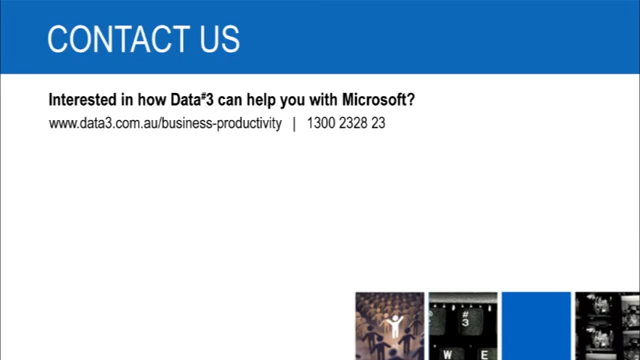 CONTACT US
Interested in how Data#3 can help you with Microsoft?
www.data3.com.au/business-productivity | 1300 2328 23
#
3
W E